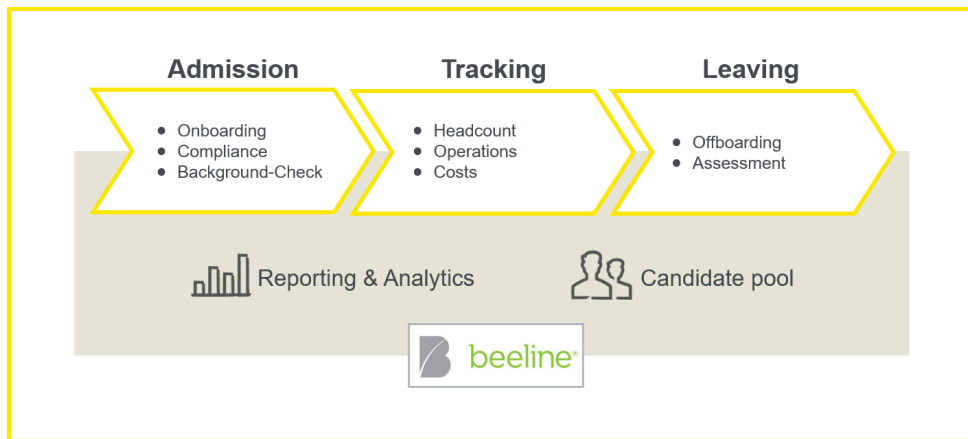 Admission
Tracking
Leaving
● Onboarding
● Compliance
● Background-Check
● Headcount
● Operations
● Costs
● Offboarding
● Assessment
Reporting & Analytics
Candidate pool
beeline®